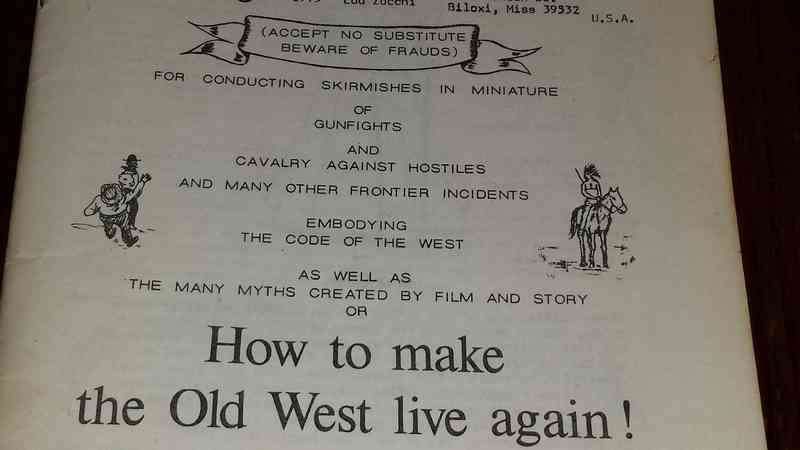 Lou Zocchi
Biloxi, Miss 39532
U.S.A.
(ACCEPT NO SUBSTITUTE
BEWARE OF FRAUDS)
FOR CONDUCTING SKIRMISHES IN MINIATURE
OF
GUNFIGHTS
AND
CAVALRY AGAINST HOSTILES
AND MANY OTHER FRONTIER INCIDENTS
EMBODYING
THE CODE OF THE WEST
AS WELL AS
THE MANY MYTHS CREATED BY FILM AND STORY
OR
How to make
the Old West live again!